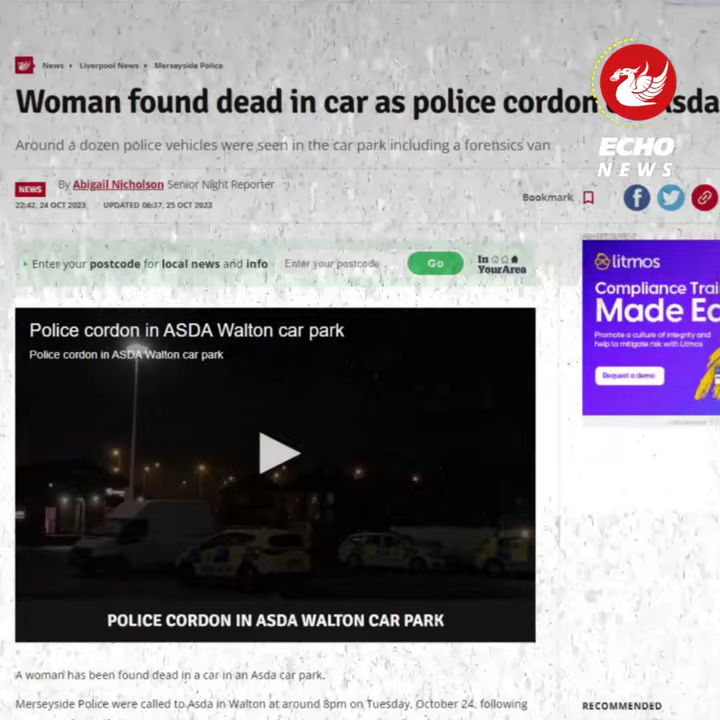 News › Liverpool News › Merseyside Police
Woman found dead in car as police cordon
Around a dozen police vehicles were seen in the car park including a forensics van
ECHO
NEWS
NEWS
By Abigail Nicholson Senior Night Reporter
22:42, 24 OCT 2023 UPDATED 06:37, 25 OCT 2023
Bookmark
ADVERTISEMENT
Enter your postcode for local news and info
Enter your postcode
Go
In
YourArea
litmos
Compliance Trai
Made Ea
Promote a culture of integrity and
help to mitigate risk with Litmos
Request a demo
Police cordon in ASDA Walton car park
Police cordon in ASDA Walton car park
POLICE CORDON IN ASDA WALTON CAR PARK
A woman has been found dead in a car in an Asda car park.
Merseyside Police were called to Asda in Walton at around 8pm on Tuesday, October 24, following
RECOMMENDED